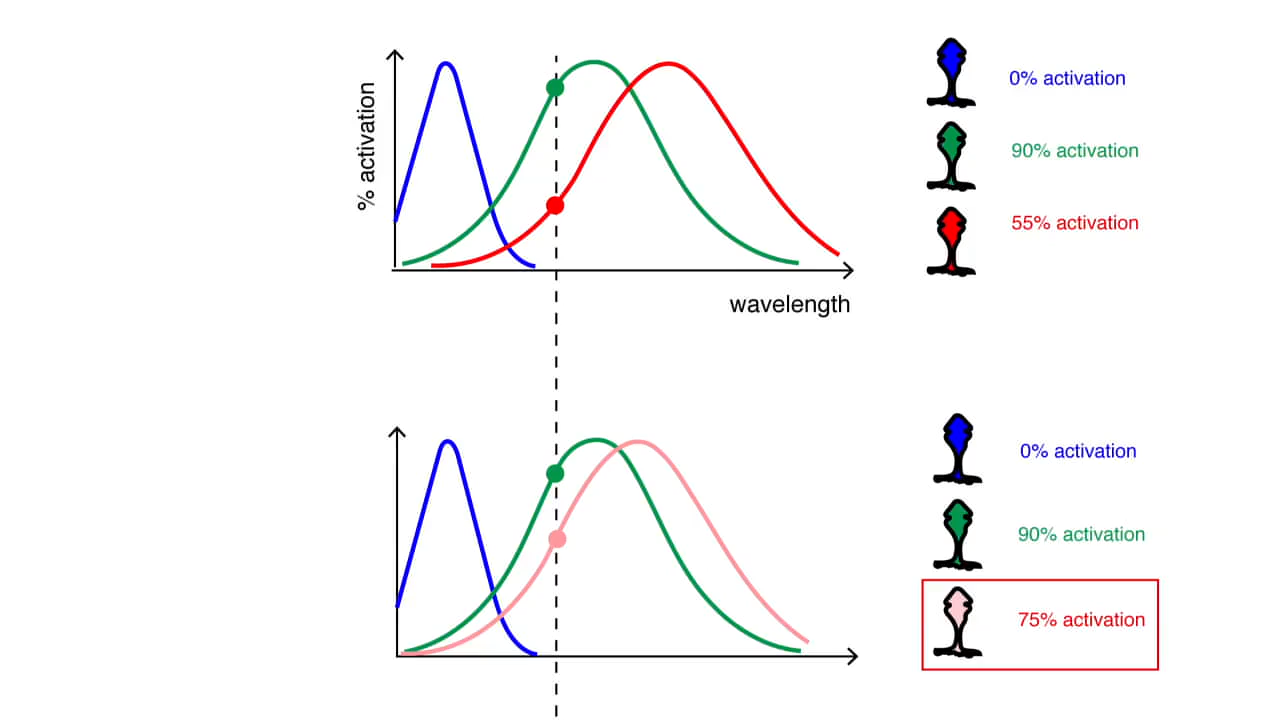 % activation
wavelength
0% activation
90% activation
55% activation
0% activation
90% activation
75% activation